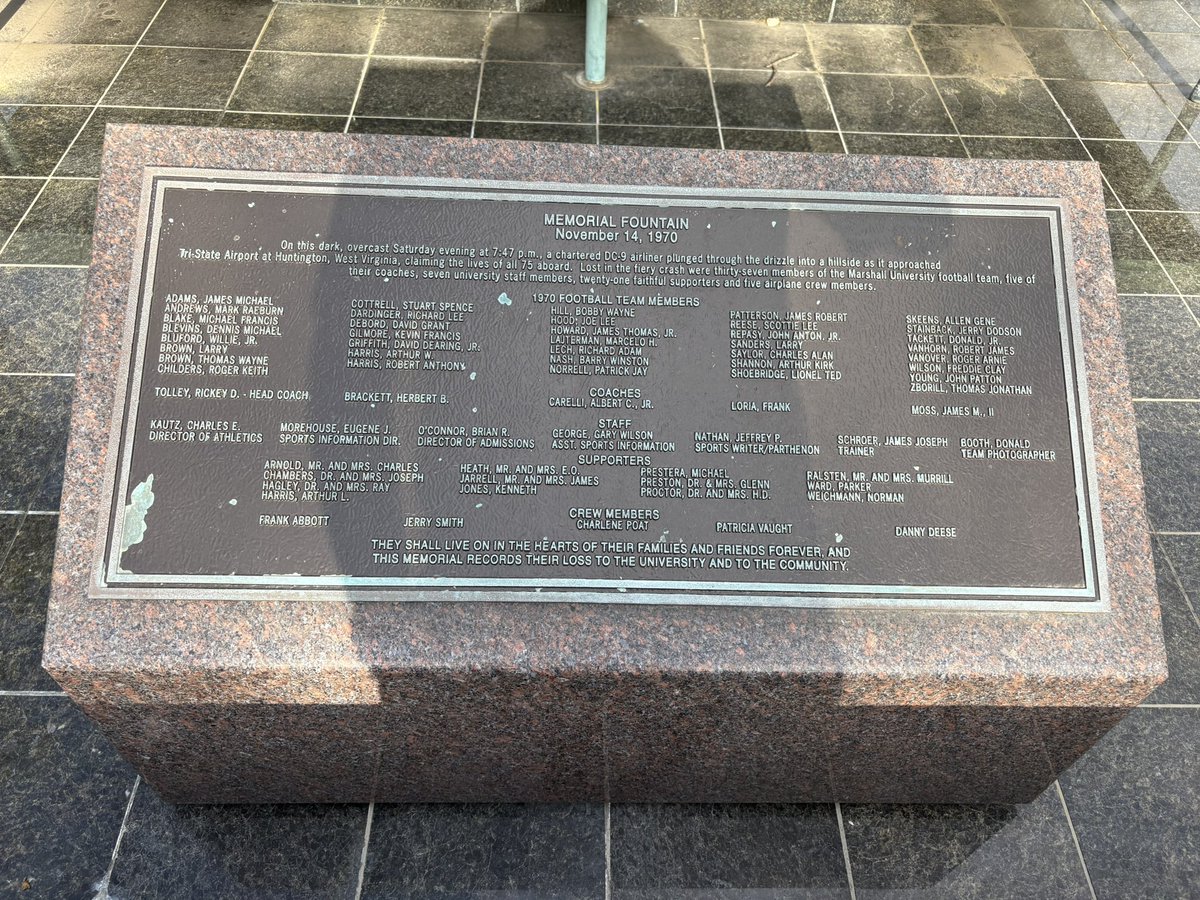 MEMORIAL FOUNTAIN
November 14, 1970
On this dark, overcast Saturday evening at 7:47 p.m., a chartered DC-9 airliner plunged through the drizzle into a hillside as it approached
Tri-State Airport at Huntington, West Virginia, claiming the lives of all 75 aboard. Lost in the fiery crash were thirty-seven members of the Marshall University football team, five of
their coaches, seven university staff members, twenty-one faithful supporters and five airplane crew members.
1970 FOOTBALL TEAM MEMBERS
ADAMS, JAMES MICHAEL
ANDREWS, MARK RAEBURN
BLAKE, MICHAEL FRANCIS
BLEVINS, DENNIS MICHAEL
BLUFORD, WILLIE, JR.
BROWN, LARRY
BROWN, THOMAS WAYNE
CHILDERS, ROGER KEITH
COTTRELL, STUART SPENCE
DARDINGER, RICHARD LEE
DEBORD, DAVID GRANT
GILMORE, KEVIN FRANCIS
GRIFFITH, DAVID DEARING, JR.
HARRIS, ARTHUR W.
HARRIS, ROBERT ANTHONY
HILL, BOBBY WAYNE
HOOD, JOE LEE
HOWARD, JAMES THOMAS, JR.
LAJTERMAN, MARCELO H.
LECH, RICHARD ADAM
NASH, BARRY WINSTON
NORRELL, PATRICK JAY
PATTERSON, JAMES ROBERT
REESE, SCOTTIE LEE
REPASY, JOHN ANTON, JR.
SANDERS, LARRY
SAYLOR, CHARLES ALAN
SHANNON, ARTHUR KIRK
SHOEBRIDGE, LIONEL TED
SKEENS, ALLEN GENE
STAINBACK, JERRY DODSON
TACKETT, DONALD, JR.
VANHORN, ROBERT JAMES
VANOVER, ROGER ARNIE
WILSON, FREDDIE CLAY
YOUNG, JOHN PATTON
ZBORILL, THOMAS JONATHAN
COACHES
TOLLEY, RICKEY D. - HEAD COACH
BRACKETT, HERBERT B.
CARELLI, ALBERT C., JR.
LORIA, FRANK
MOSS, JAMES M., II
STAFF
KAUTZ, CHARLES E.
DIRECTOR OF ATHLETICS
MOREHOUSE, EUGENE J.
SPORTS INFORMATION DIR.
O'CONNOR, BRIAN R.
DIRECTOR OF ADMISSIONS
GEORGE, GARY WILSON
ASST. SPORTS INFORMATION
NATHAN, JEFFREY P.
SPORTS WRITER/PARTHENON
SCHROER, JAMES JOSEPH
TRAINER
BOOTH, DONALD
TEAM PHOTOGRAPHER
SUPPORTERS
ARNOLD, MR. AND MRS. CHARLES
CHAMBERS, DR. AND MRS. JOSEPH
HAGLEY, DR. AND MRS. RAY
HARRIS, ARTHUR L.
HEATH, MR. AND MRS. E.O.
JARRELL, MR. AND MRS. JAMES
JONES, KENNETH
PRESTERA, MICHAEL
PRESTON, DR. & MRS. GLENN
PROCTOR, DR. AND MRS. H.D.
RALSTEN, MR. AND MRS. MURRILL
WARD, PARKER
WEICHMANN, NORMAN
CREW MEMBERS
FRANK ABBOTT
JERRY SMITH
CHARLENE POAT
PATRICIA VAUGHT
DANNY DEESE
THEY SHALL LIVE ON IN THE HEARTS OF THEIR FAMILIES AND FRIENDS FOREVER, AND
THIS MEMORIAL RECORDS THEIR LOSS TO THE UNIVERSITY AND TO THE COMMUNITY.